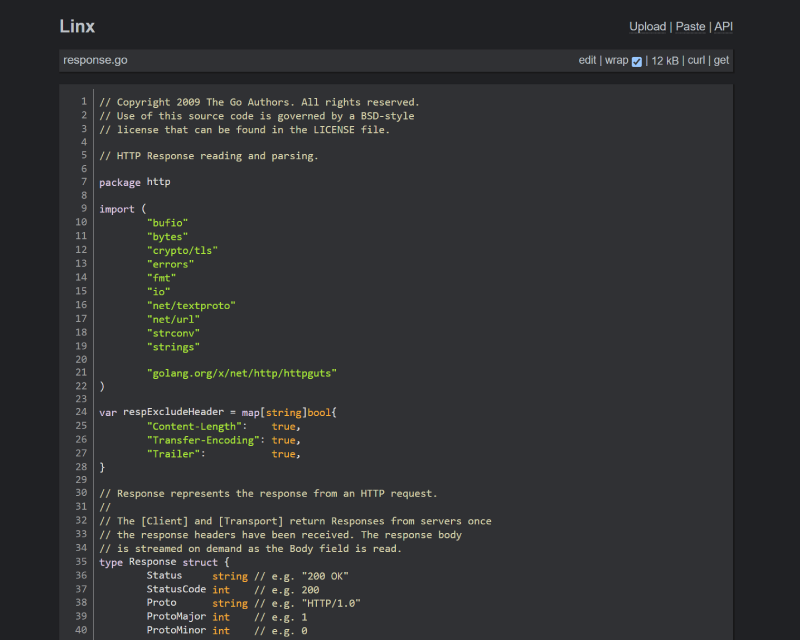 Linx
Upload | Paste | API
response.go
edit | wrap | 12 kB | curl | get
1 // Copyright 2009 The Go Authors. All rights reserved.
2 // Use of this source code is governed by a BSD-style
3 // license that can be found in the LICENSE file.
4
5 // HTTP Response reading and parsing.
6
7 package http
8
9 import (
10 "bufio"
11 "bytes"
12 "crypto/tls"
13 "errors"
14 "fmt"
15 "io"
16 "net/textproto"
17 "net/url"
18 "strconv"
19 "strings"
20
21 "golang.org/x/net/http/httpguts"
22 )
23
24 var respExcludeHeader = map[string]bool{
25 "Content-Length": true,
26 "Transfer-Encoding": true,
27 "Trailer": true,
28 }
29
30 // Response represents the response from an HTTP request.
31 //
32 // The [Client] and [Transport] return Responses from servers once
33 // the response headers have been received. The response body
34 // is streamed on demand as the Body field is read.
35 type Response struct {
36 Status string // e.g. "200 OK"
37 StatusCode int // e.g. 200
38 Proto string // e.g. "HTTP/1.0"
39 ProtoMajor int // e.g. 1
40 ProtoMinor int // e.g. 0